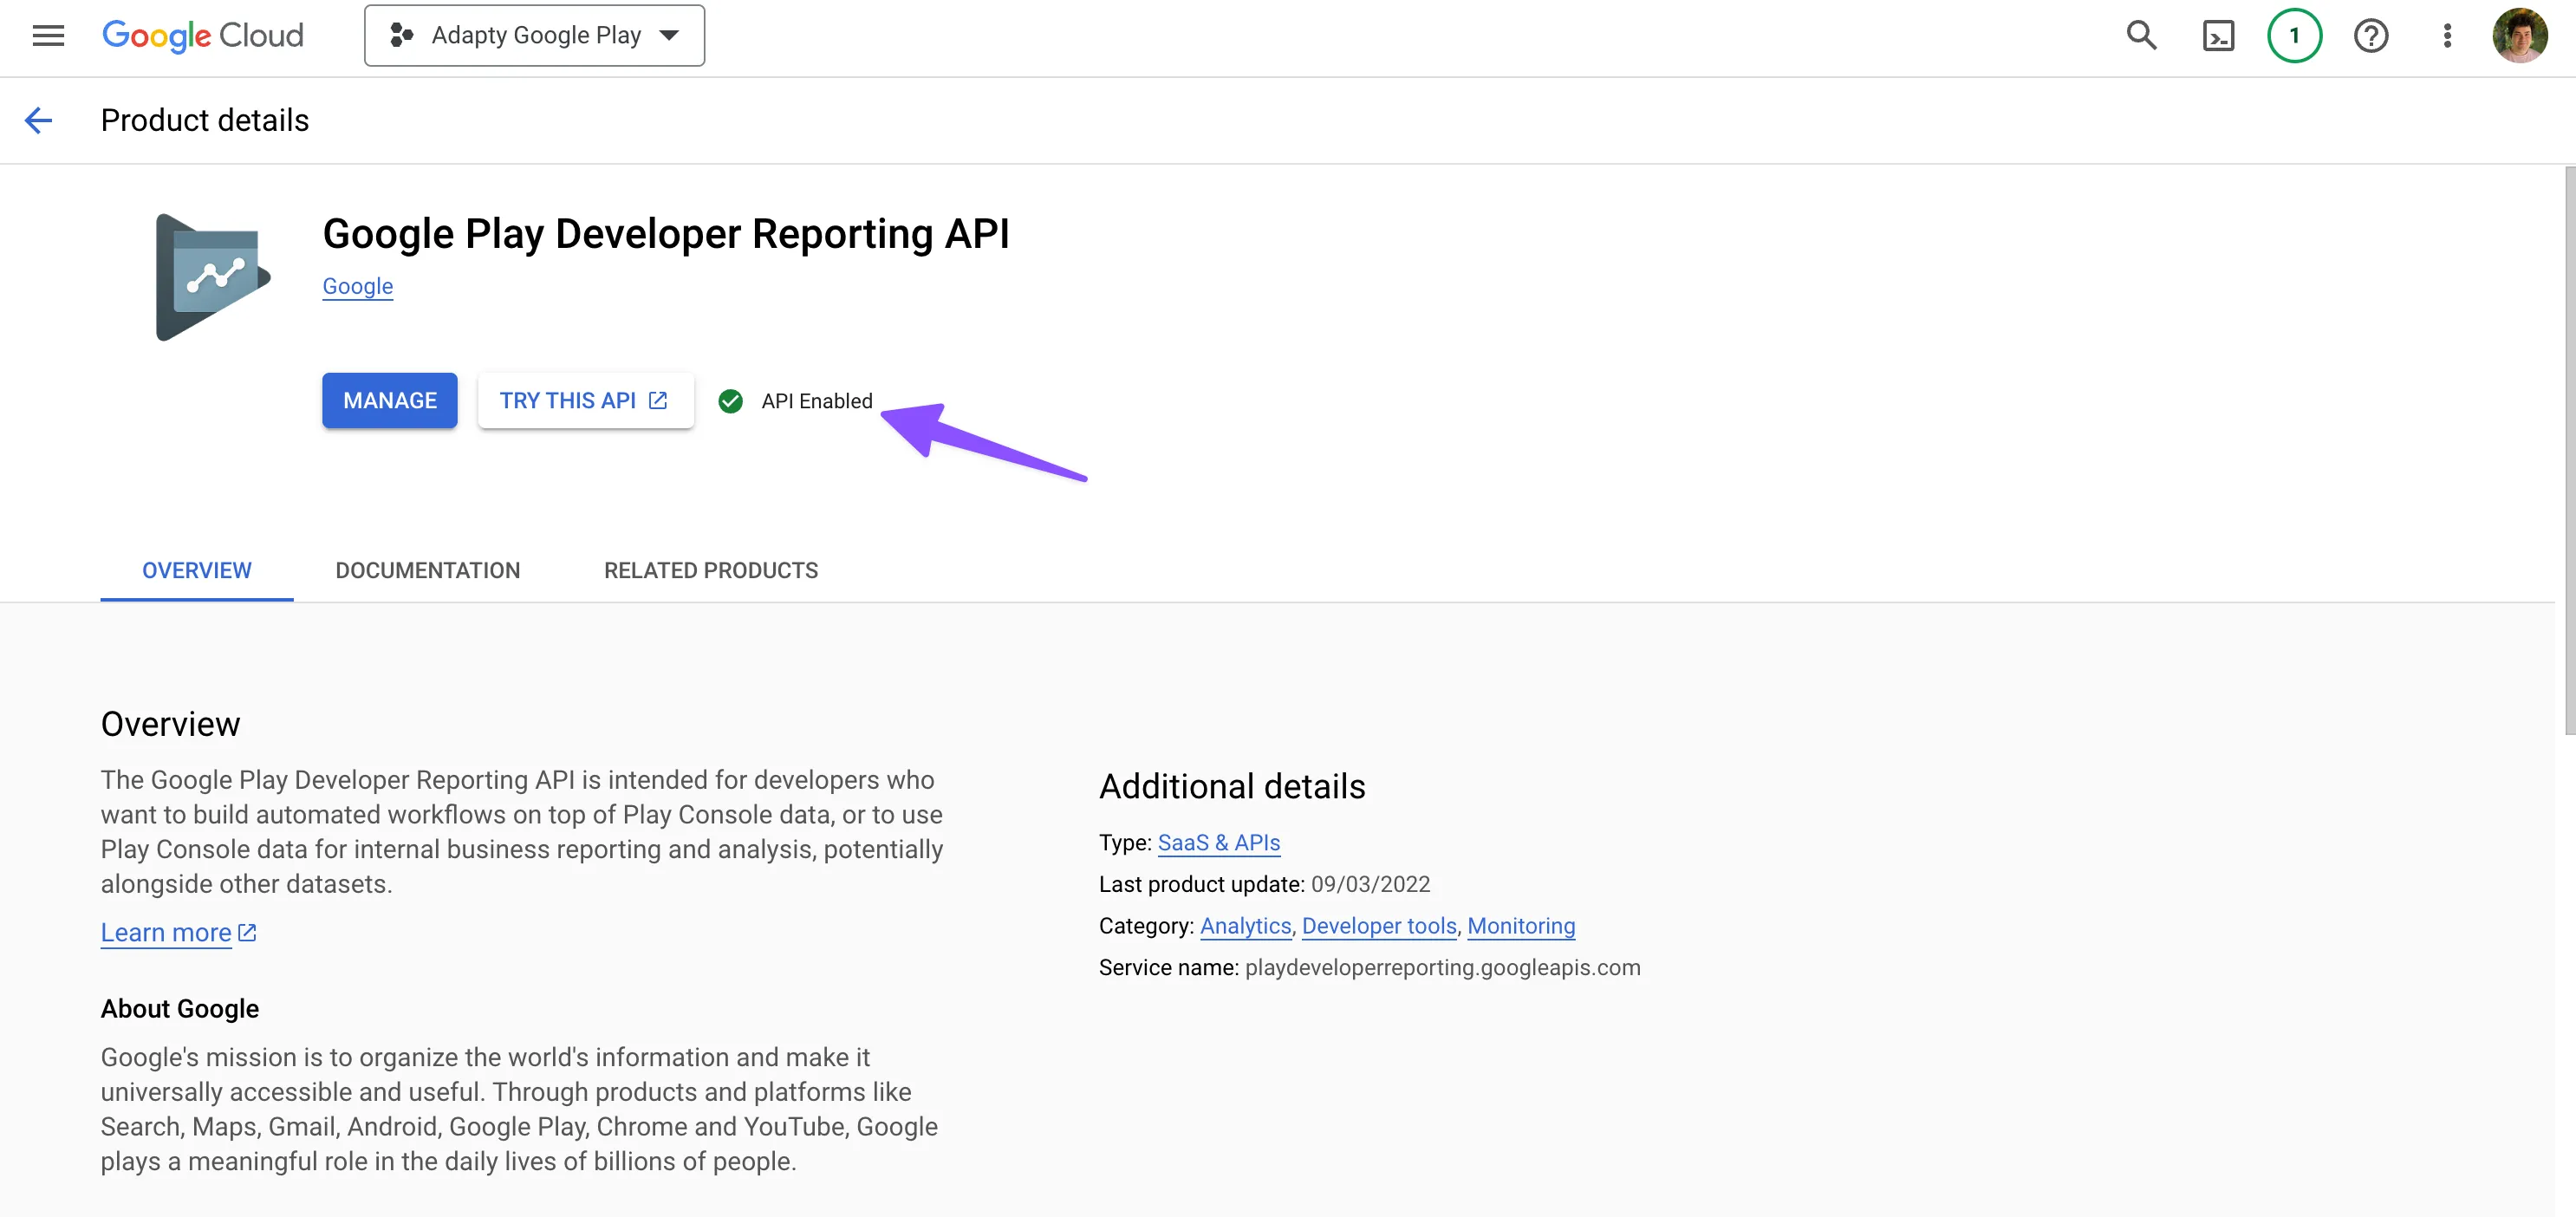 Google Cloud
Adapty Google Play
1
Product details
Google Play Developer Reporting API
Google
MANAGE
TRY THIS API
API Enabled
OVERVIEW
DOCUMENTATION
RELATED PRODUCTS
Overview
The Google Play Developer Reporting API is intended for developers who
want to build automated workflows on top of Play Console data, or to use
Play Console data for internal business reporting and analysis, potentially
alongside other datasets.
Learn more
About Google
Google's mission is to organize the world's information and make it
universally accessible and useful. Through products and platforms like
Search, Maps, Gmail, Android, Google Play, Chrome and YouTube, Google
plays a meaningful role in the daily lives of billions of people.
Additional details
Type: SaaS & APIs
Last product update: 09/03/2022
Category: Analytics, Developer tools, Monitoring
Service name: playdeveloperreporting.googleapis.com